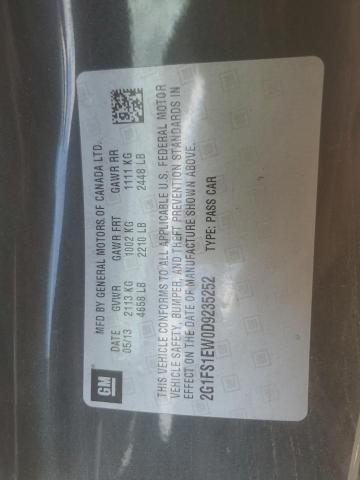 GM
MFD BY GENERAL MOTORS OF CANADA LTD.
DATE GVWR GAWR FRT GAWR RR
05/13 2113 KG 1002 KG 1111 KG
4658 LB 2210 LB 2448 LB
THIS VEHICLE CONFORMS TO ALL APPLICABLE U.S. FEDERAL MOTOR
VEHICLE SAFETY, BUMPER, AND THEFT PREVENTION STANDARDS IN
EFFECT ON THE DATE OF MANUFACTURE SHOWN ABOVE.
2G1FS1EW0D9235252 TYPE: PASS CAR